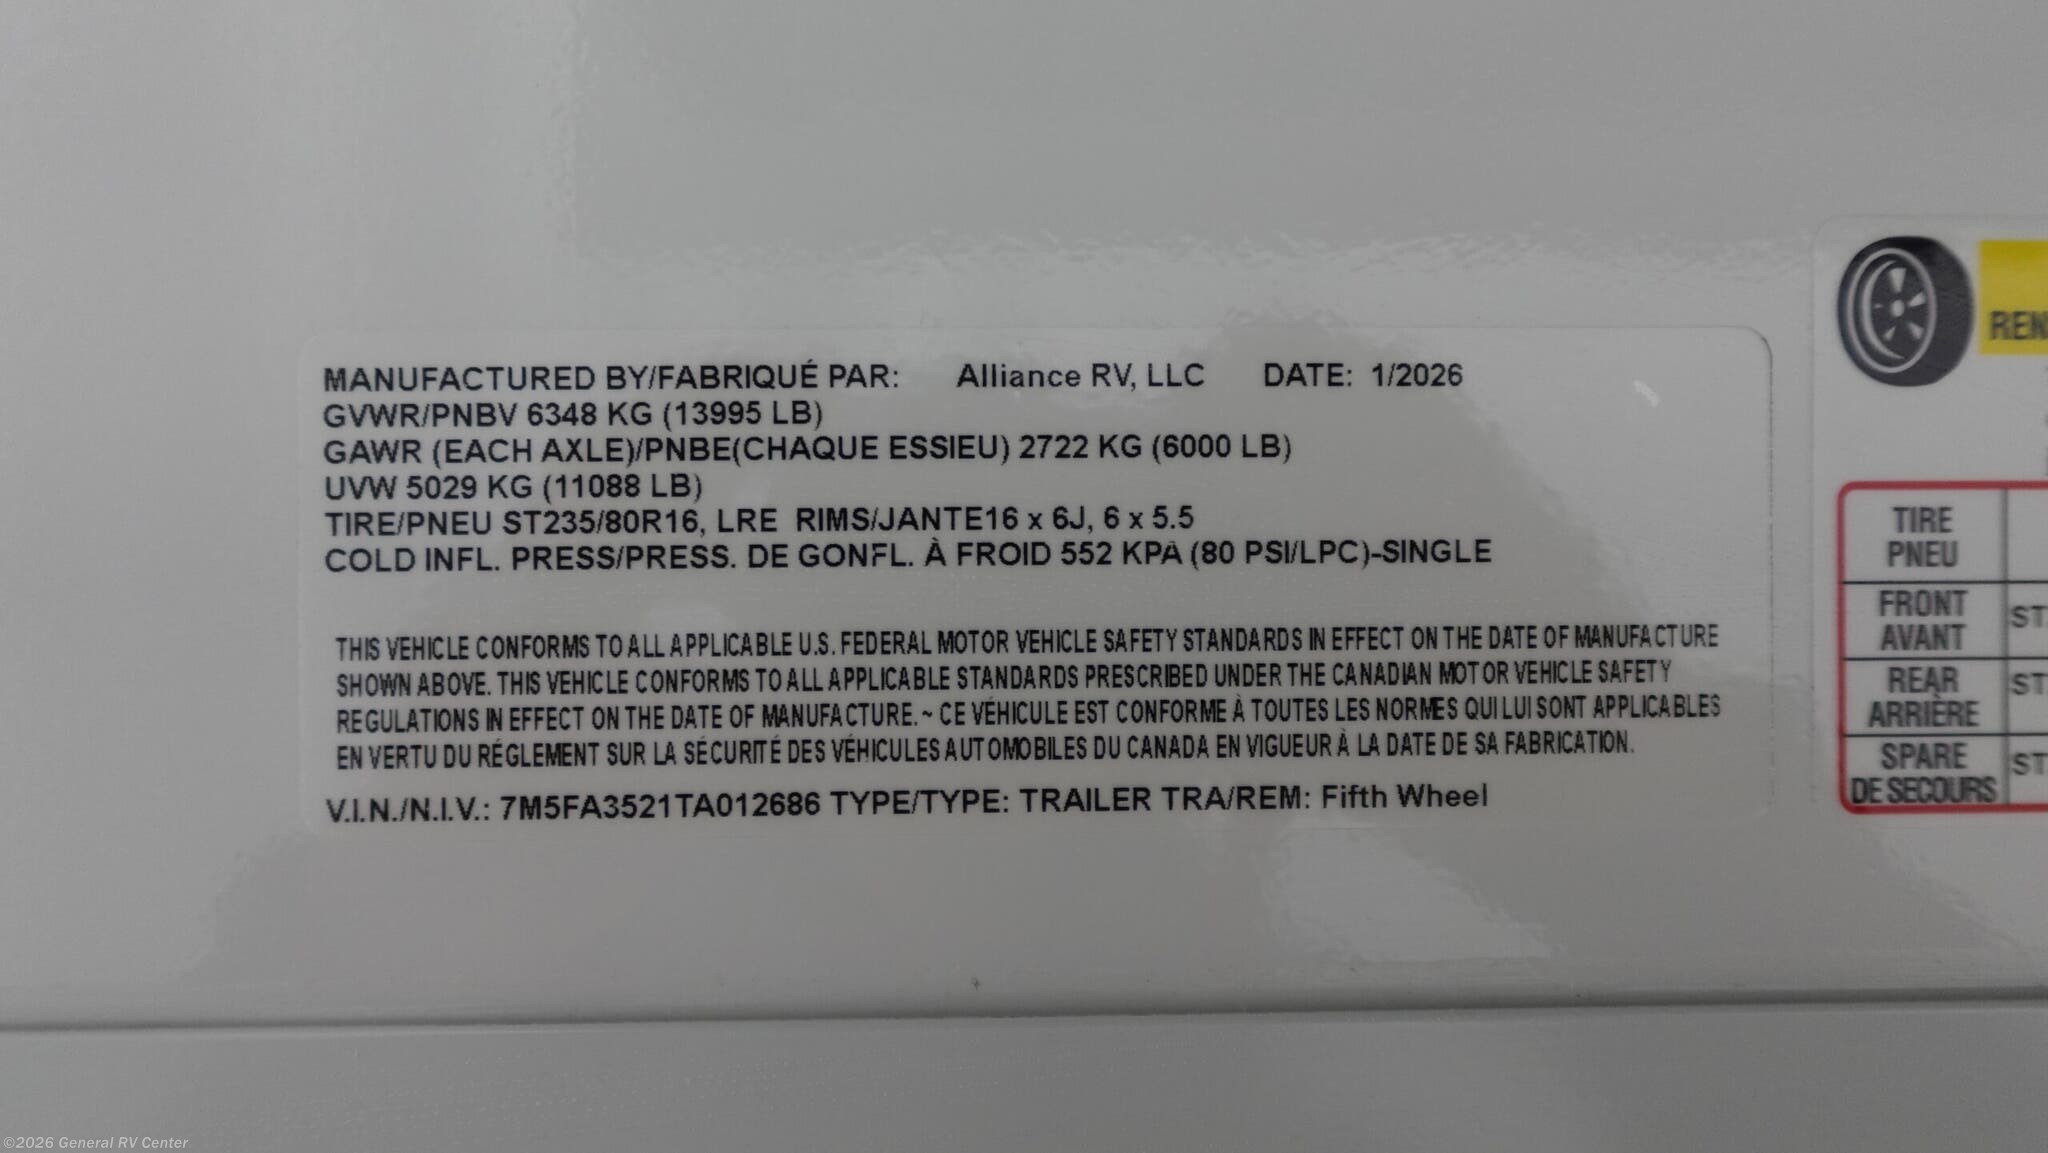 MANUFACTURED BY/FABRIQUÉ PAR: Alliance RV, LLC DATE: 1/2026
GVWR/PNBV 6348 KG (13995 LB)
GAWR (EACH AXLE)/PNBE(CHAQUE ESSIEU) 2722 KG (6000 LB)
UVW 5029 KG (11088 LB)
TIRE/PNEU ST235/80R16, LRE RIMS/JANTE16 x 6J, 6 x 5.5
COLD INFL. PRESS/PRESS. DE GONFL. À FROID 552 KPA (80 PSI/LPC)-SINGLE
THIS VEHICLE CONFORMS TO ALL APPLICABLE U.S. FEDERAL MOTOR VEHICLE SAFETY STANDARDS IN EFFECT ON THE DATE OF MANUFACTURE
SHOWN ABOVE. THIS VEHICLE CONFORMS TO ALL APPLICABLE STANDARDS PRESCRIBED UNDER THE CANADIAN MOTOR VEHICLE SAFETY
REGULATIONS IN EFFECT ON THE DATE OF MANUFACTURE. ~ CE VÉHICULE EST CONFORME À TOUTES LES NORMES QUI LUI SONT APPLICABLES
EN VERTU DU RÉGLEMENT SUR LA SÉCURITÉ DES VÉHICULES AUTOMOBILES DU CANADA EN VIGUEUR À LA DATE DE SA FABRICATION.
V.I.N./N.I.V.: 7M5FA3521TA012686 TYPE/TYPE: TRAILER TRA/REM: Fifth Wheel
REN
TIRE
PNEU
FRONT
AVANT
ST
REAR
ARRIÈRE
ST
SPARE
DE SECOURS
ST
©2026 General RV Center